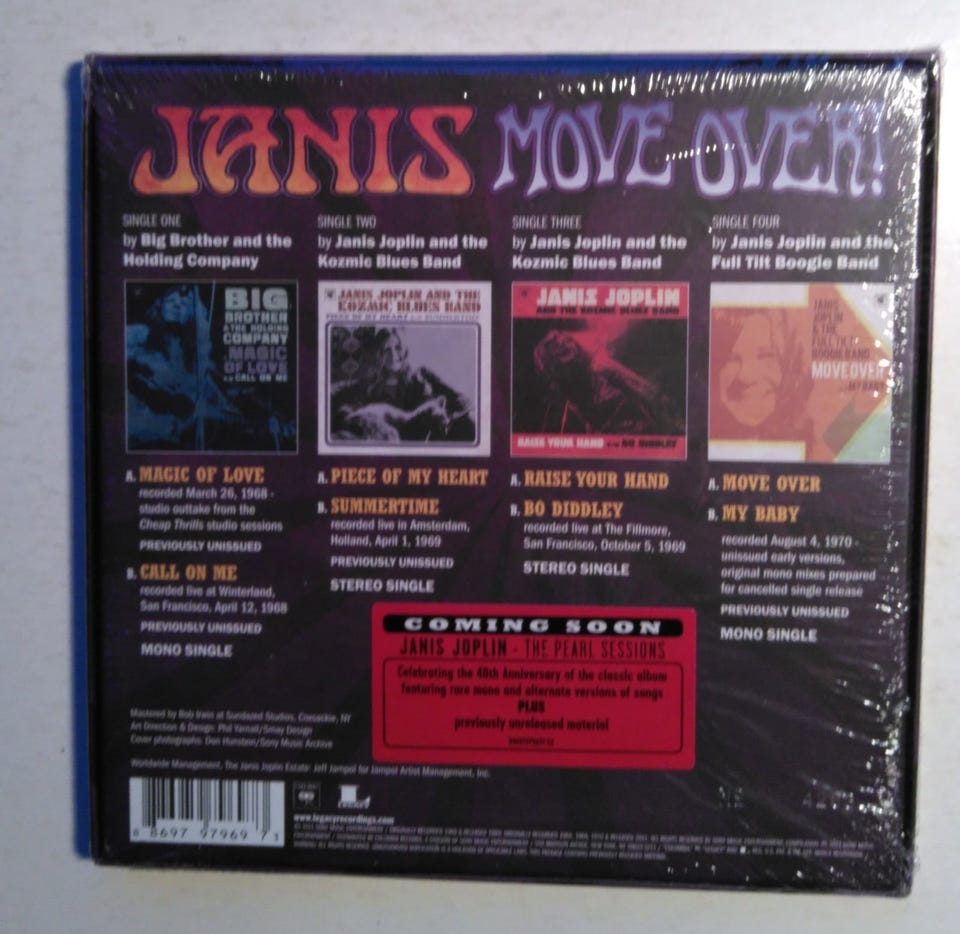 JANIS MOVE OVER!
SINGLE ONE
by Big Brother and the
Holding Company
BIG
BROTHER
& THE HOLDING
COMPANY
MAGIC
OF LOVE
CALL ON ME
A. MAGIC OF LOVE
recorded March 26, 1968 -
studio outtake from the
Cheap Thrills studio sessions
PREVIOUSLY UNISSUED
B. CALL ON ME
recorded live at Winterland,
San Francisco, April 12, 1968
PREVIOUSLY UNISSUED
MONO SINGLE
SINGLE TWO
by Janis Joplin and the
Kozmic Blues Band
JANIS JOPLIN AND THE
KOZMIC BLUES BAND
PIECE OF MY HEART SUMMERTIME
A. PIECE OF MY HEART
B. SUMMERTIME
recorded live in Amsterdam,
Holland, April 1, 1969
PREVIOUSLY UNISSUED
STEREO SINGLE
SINGLE THREE
by Janis Joplin and the
Kozmic Blues Band
JANIS JOPLIN
AND THE KOZMIC BLUES BAND
RAISE YOUR HAND BO DIDDLEY
A. RAISE YOUR HAND
B. BO DIDDLEY
recorded live at The Fillmore,
San Francisco, October 5, 1969
STEREO SINGLE
SINGLE FOUR
by Janis Joplin and the
Full Tilt Boogie Band
JANIS
JOPLIN
& THE
FULL TILT
BOOGIE BAND
MOVE OVER
MY BABY
A. MOVE OVER
B. MY BABY
recorded August 4, 1970 -
unissued early versions,
original mono mixes prepared
for cancelled single release
PREVIOUSLY UNISSUED
MONO SINGLE
COMING SOON
JANIS JOPLIN - THE PEARL SESSIONS
Celebrating the 40th Anniversary of the classic album
featuring rare mono and alternate versions of songs
PLUS
previously unreleased material
Mastered by Bob Irwin at Sundazed Studios, Coxsackie, NY
Art Direction & Design: Phil Yarnall/Smay Design
Cover photographs: Don Hunstein/Sony Music Archive
Worldwide Management, The Janis Joplin Estate: Jeff Jampol for Jampol Artist Management, Inc.
8 8697 97969 7 3
LEGACY
www.legacyrecordings.com